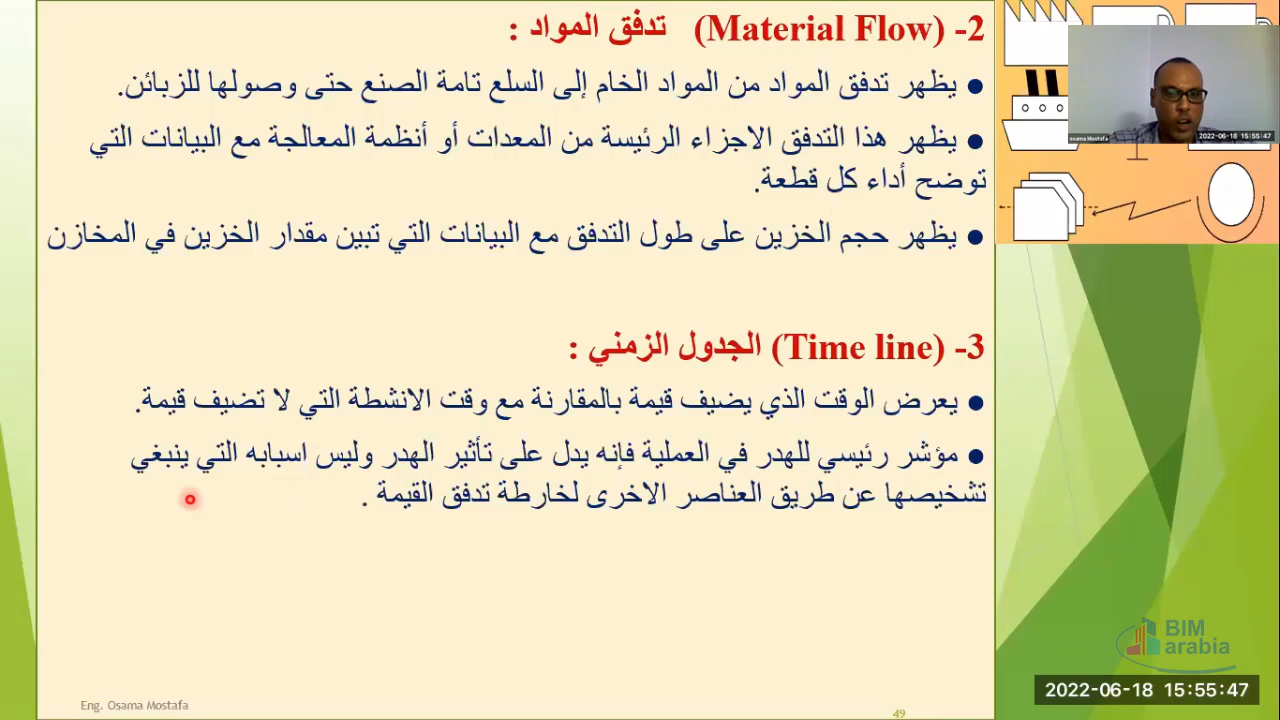 2- (Material Flow) تدفق المواد :
● يظهر تدفق المواد من المواد الخام إلى السلع تامة الصنع حتى وصولها للزبائن.
● يظهر هذا التدفق الاجزاء الرئيسة من المعدات أو أنظمة المعالجة مع البيانات التي
توضح أداء كل قطعة.
● يظهر حجم الخزين على طول التدفق مع البيانات التي تبين مقدار الخزين في المخازن
3- (Time line) الجدول الزمني :
● يعرض الوقت الذي يضيف قيمة بالمقارنة مع وقت الانشطة التي لا تضيف قيمة.
● مؤشر رئيسي للهدر في العملية فإنه يدل على تأثير الهدر وليس اسبابه التي ينبغي
تشخيصها عن طريق العناصر الاخرى لخارطة تدفق القيمة .
Osama Mostafa
2022-06-18 15:55:47
BIM
arabia
2022-06-18 15:55:47
Eng. Osama Mostafa
49